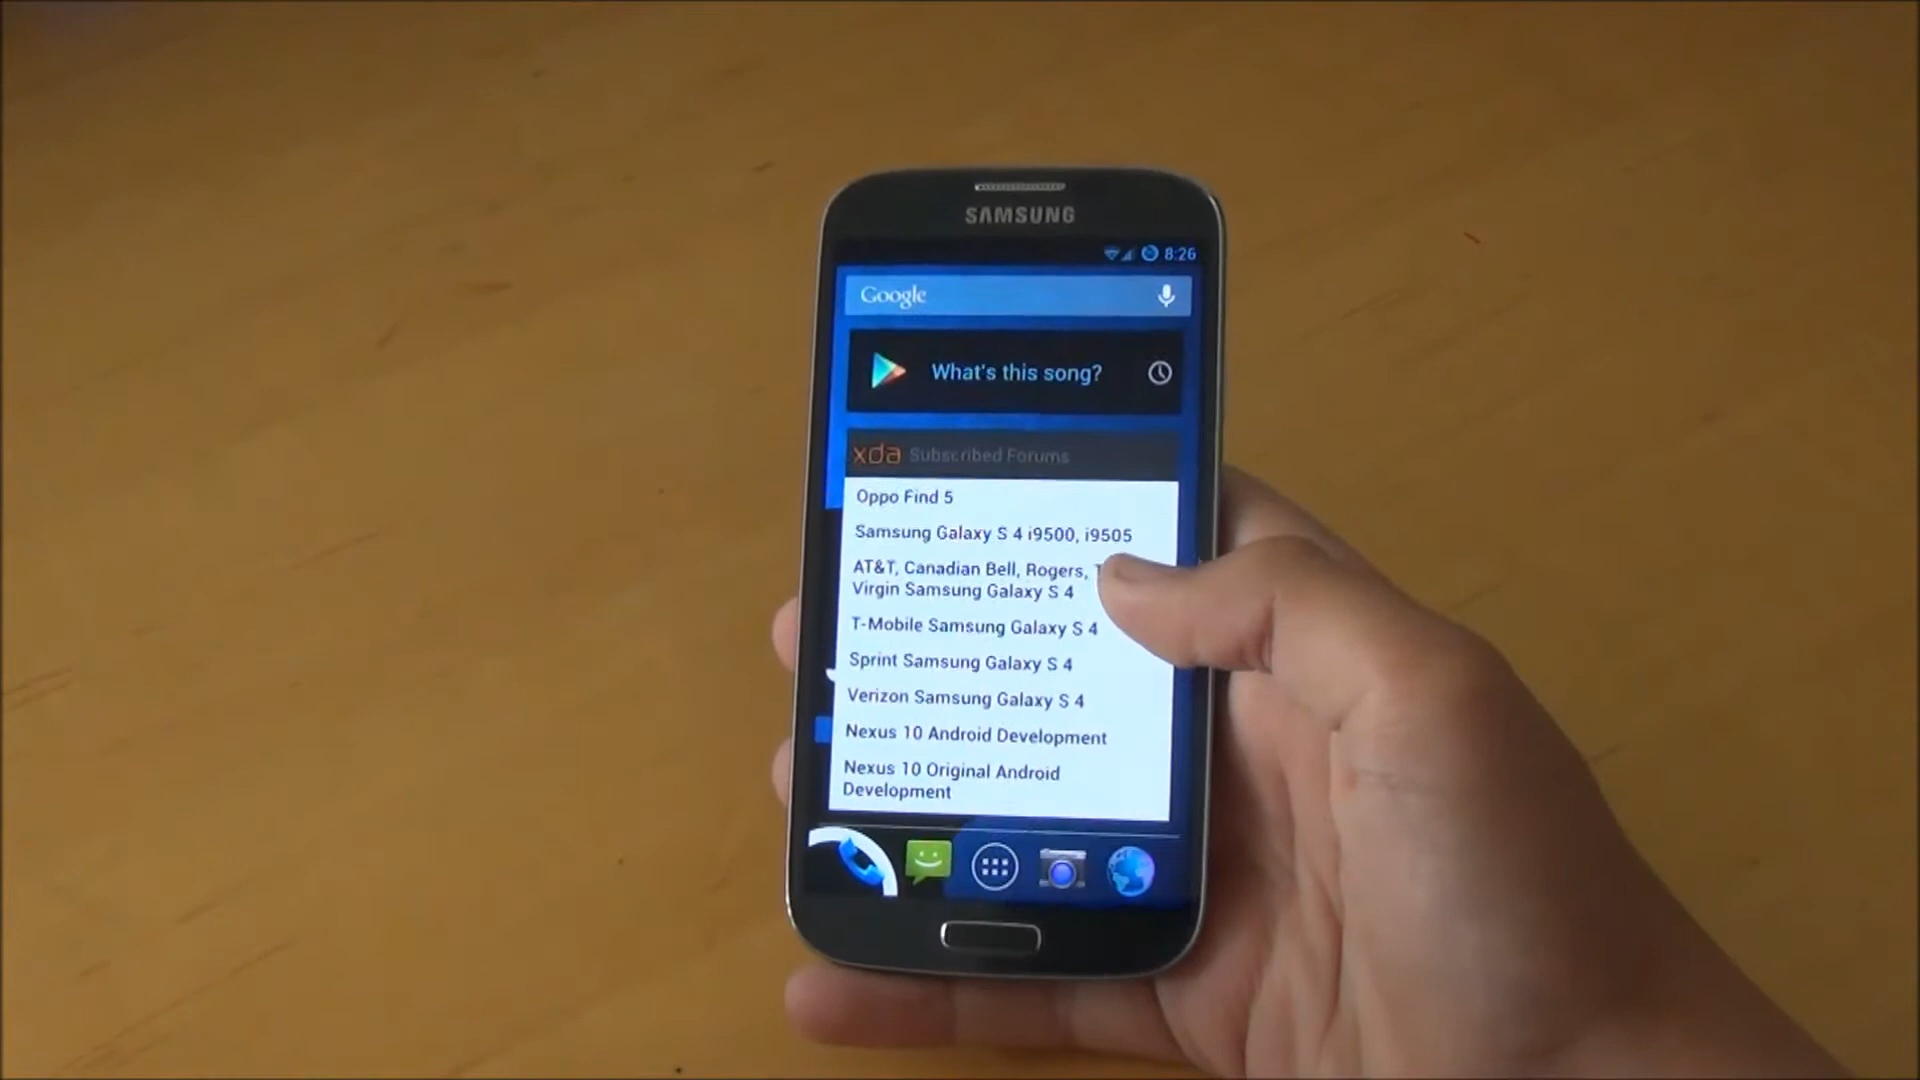 SAMSUNG
8:26
Google
What's this song?
xda Subscribed Forums
Oppo Find 5
Samsung Galaxy S 4 i9500, i9505
AT&T, Canadian Bell, Rogers,
Virgin Samsung Galaxy S 4
T-Mobile Samsung Galaxy S 4
Sprint Samsung Galaxy S 4
Verizon Samsung Galaxy S 4
Nexus 10 Android Development
Nexus 10 Original Android
Development